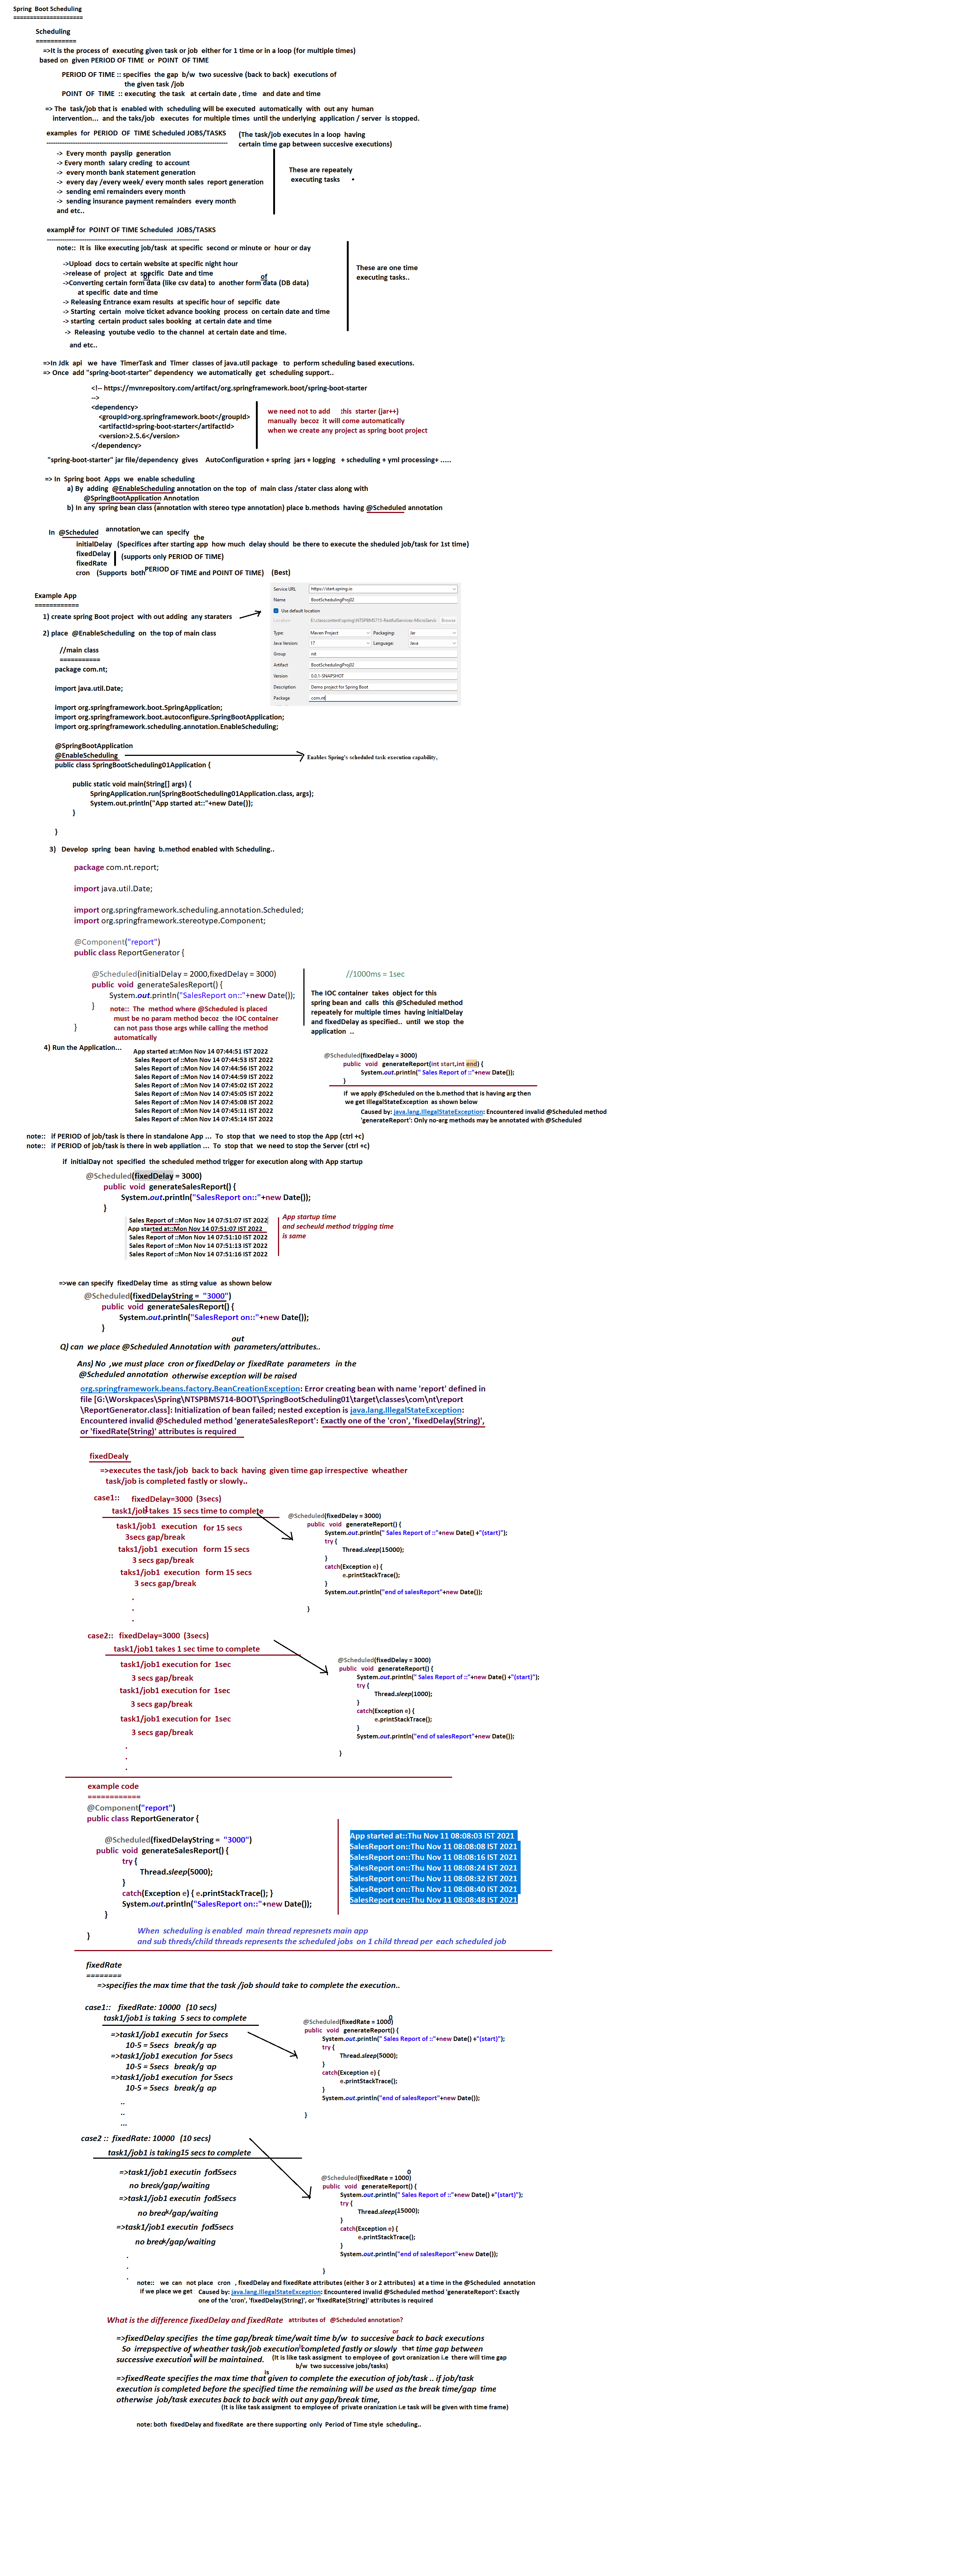 Spring  Boot Scheduling
=====================
Scheduling
===========
=>It is the process of  executing given task or job  either for 1 time or in a loop (for multiple times)
based on  given PERIOD OF TIME  or  POINT  OF TIME
PERIOD OF TIME :: specifies  the gap  b/w  two sucessive (back to back)  executions of
the given task /job
POINT  OF  TIME  :: executing  the task   at certain date , time   and date and time
=> The  task/job that is  enabled with  scheduling will be executed  automatically  with  out any  human
intervention...  and the taks/job   executes  for multiple times  until the underlying  application / server  is stopped.
examples  for  PERIOD  OF  TIME Scheduled JOBS/TASKS
(The task/job executes in a loop  having
certain time gap between succesive executions)
-------------------------------------------------------------------
->  Every month  payslip  generation
-> Every month  salary creding  to account
->  every month bank statement generation
->  every day /every week/ every month sales  report generation
->  sending emi remainders every month
->  sending insurance payment remainders  every month
and etc..
These are repeately
executing tasks
example for  POINT OF TIME Scheduled  JOBS/TASKS
-------------------------------------------------------------------
note::  It is  like executing job/task  at specific  second or minute or  hour or day
->Upload  docs to certain website at specific night hour
->release of  project  at  specific  Date and time
of
of
->Converting certain form data (like csv data) to  another form data (DB data)
at specific  date and time
-> Releasing Entrance exam results  at specific hour of  sepcific  date
-> Starting  certain  moive ticket advance booking  process  on certain date and time
-> starting  certain product sales booking  at certain date and time
->  Releasing  youtube vedio  to the channel  at certain date and time.
and etc..
These are one time
executing tasks..
=>In Jdk  api   we  have  TimerTask and  Timer  classes of java.util package   to  perform scheduling based executions.
=> Once  add "spring-boot-starter" dependency  we automatically  get  scheduling support..
<!-- https://mvnrepository.com/artifact/org.springframework.boot/spring-boot-starter
-->
<dependency>
<groupId>org.springframework.boot</groupId>
<artifactId>spring-boot-starter</artifactId>
<version>2.5.6</version>
</dependency>
we need not to add      this  starter (jar++)
manually  becoz  it will come automatically
when we create any project as spring boot project
"spring-boot-starter" jar file/dependency  gives    AutoConfiguration + spring  jars + logging   + scheduling + yml processing+ .....
=> In  Spring boot  Apps  we  enable scheduling
a) By  adding  @EnableScheduling annotation on the top  of  main class /stater class along with
@SpringBootApplication Annotation
b) In any  spring bean class (annotation with stereo type annotation) place b.methods  having @Scheduled annotation
In  @Scheduled   annotation we can  specify  the
initialDelay   (Specifices after starting app  how much  delay  should  be there to execute the sheduled job/task for 1st time)
fixedDelay
fixedRate
(supports only PERIOD OF TIME)
cron    (Supports  both PERIOD OF TIME and POINT OF TIME)    (Best)
Example App
============
1) create spring Boot project  with out adding  any staraters
2) place  @EnableScheduling  on  the top of main class
Service URL   https://start.spring.io
Name   BootSchedulingProj02
Use default location
Location   E:\classcontent\spring\NTSPBMS713-RestfulServices-MicroServic   Browse
Type:   Maven Project   Packaging:   Jar
Java Version:   17   Language:   Java
Group   nit
Artifact   BootSchedulingProj02
Version   0.0.1-SNAPSHOT
Description   Demo project for Spring Boot
Package   com.nt
//main class
===========
package com.nt;
import java.util.Date;
import org.springframework.boot.SpringApplication;
import org.springframework.boot.autoconfigure.SpringBootApplication;
import org.springframework.scheduling.annotation.EnableScheduling;
@SpringBootApplication
@EnableScheduling
Enables Spring's scheduled task execution capability,
public class SpringBootScheduling01Application {
public static void main(String[] args) {
SpringApplication.run(SpringBootScheduling01Application.class, args);
System.out.println("App started at::"+new Date());
}
}
3)   Develop  spring  bean  having  b.method enabled with Scheduling..
package com.nt.report;
import java.util.Date;
import org.springframework.scheduling.annotation.Scheduled;
import org.springframework.stereotype.Component;
@Component("report")
public class ReportGenerator {
@Scheduled(initialDelay = 2000,fixedDelay = 3000)
//1000ms = 1sec
public  void  generateSalesReport() {
System.out.println("SalesReport on::"+new Date());
}
note::  The  method where @Scheduled is placed
must be no param method becoz  the IOC container
can not pass those args while calling the method
automatically
}
The IOC container  takes  object for this
spring bean and  calls  this @Scheduled method
repeately for multiple times  having initialDelay
and fixedDelay as specified..  until we stop  the
application  ..
4) Run the Application...
App started at::Mon Nov 14 07:44:51 IST 2022
Sales Report of ::Mon Nov 14 07:44:53 IST 2022
Sales Report of ::Mon Nov 14 07:44:56 IST 2022
Sales Report of ::Mon Nov 14 07:44:59 IST 2022
Sales Report of ::Mon Nov 14 07:45:02 IST 2022
Sales Report of ::Mon Nov 14 07:45:05 IST 2022
Sales Report of ::Mon Nov 14 07:45:08 IST 2022
Sales Report of ::Mon Nov 14 07:45:11 IST 2022
Sales Report of ::Mon Nov 14 07:45:14 IST 2022
@Scheduled(fixedDelay = 3000)
public   void   generateReport(int start,int end) {
System.out.println(" Sales Report of ::"+new Date());
}
if  we apply @Scheduled on the b.method that is having arg then
we get IllegalStateException  as shown below
Caused by: java.lang.IllegalStateException: Encountered invalid @Scheduled method
'generateReport': Only no-arg methods may be annotated with @Scheduled
note::   if PERIOD of job/task is there in standalone App ...  To  stop that  we need to stop the App (ctrl +c)
note::   if PERIOD of job/task is there in web appliation ...  To  stop that  we need to stop the Server (ctrl +c)
if  initialDay not  specified  the scheduled method trigger for execution along with App startup
@Scheduled(fixedDelay = 3000)
public  void  generateSalesReport() {
System.out.println("SalesReport on::"+new Date());
}
Sales Report of ::Mon Nov 14 07:51:07 IST 2022
App started at::Mon Nov 14 07:51:07 IST 2022
Sales Report of ::Mon Nov 14 07:51:10 IST 2022
Sales Report of ::Mon Nov 14 07:51:13 IST 2022
Sales Report of ::Mon Nov 14 07:51:16 IST 2022
App startup time
and secheuld method trigging time
is same
=>we can specify  fixedDelay time  as stirng value  as shown below
@Scheduled(fixedDelayString =  "3000")
public  void  generateSalesReport() {
System.out.println("SalesReport on::"+new Date());
}
out
Q) can  we place @Scheduled Annotation with  parameters/attributes..
Ans) No  ,we must place  cron or fixedDelay or  fixedRate  parameters   in the
@Scheduled annotation  otherwise exception will be raised
org.springframework.beans.factory.BeanCreationException: Error creating bean with name 'report' defined in
file [G:\Worskpaces\Spring\NTSPBMS714-BOOT\SpringBootScheduling01\target\classes\com\nt\report
\ReportGenerator.class]: Initialization of bean failed; nested exception is java.lang.IllegalStateException:
Encountered invalid @Scheduled method 'generateSalesReport': Exactly one of the 'cron', 'fixedDelay(String)',
or 'fixedRate(String)' attributes is required
fixedDealy
=>executes the task/job  back to back  having given time gap irrespective  wheather
task/job is completed fastly or slowly..
case1::     fixedDelay=3000  (3secs)
task1/job1 takes  15 secs time to complete
task1/job1  execution   for 15 secs
3secs gap/break
taks1/job1  execution   form 15 secs
3 secs gap/break
taks1/job1  execution   form 15 secs
3 secs gap/break
.
.
.
@Scheduled(fixedDelay = 3000)
public   void   generateReport() {
System.out.println(" Sales Report of ::"+new Date() +"(start)");
try {
Thread.sleep(15000);
}
catch(Exception e) {
e.printStackTrace();
}
System.out.println("end of salesReport"+new Date());
}
case2::   fixedDelay=3000  (3secs)
task1/job1 takes 1 sec time to complete
task1/job1 execution for  1sec
3 secs gap/break
task1/job1 execution for  1sec
3 secs gap/break
task1/job1 execution for  1sec
3 secs gap/break
.
.
.
@Scheduled(fixedDelay = 3000)
public   void   generateReport() {
System.out.println(" Sales Report of ::"+new Date() +"(start)");
try {
Thread.sleep(1000);
}
catch(Exception e) {
e.printStackTrace();
}
System.out.println("end of salesReport"+new Date());
}
example code
============
@Component("report")
public class ReportGenerator {
@Scheduled(fixedDelayString =  "3000")
public  void  generateSalesReport() {
try {
Thread.sleep(5000);
}
catch(Exception e) { e.printStackTrace(); }
System.out.println("SalesReport on::"+new Date());
}
}
App started at::Thu Nov 11 08:08:03 IST 2021
SalesReport on::Thu Nov 11 08:08:08 IST 2021
SalesReport on::Thu Nov 11 08:08:16 IST 2021
SalesReport on::Thu Nov 11 08:08:24 IST 2021
SalesReport on::Thu Nov 11 08:08:32 IST 2021
SalesReport on::Thu Nov 11 08:08:40 IST 2021
SalesReport on::Thu Nov 11 08:08:48 IST 2021
When  scheduling is enabled  main thread represnets main app
and sub threds/child threads represents the scheduled jobs  on 1 child thread per  each scheduled job
fixedRate
========
=>specifies the max time that the task /job should take to complete the execution..
case1::    fixedRate: 10000   (10 secs)
task1/job1 is taking  5 secs to complete
=>task1/job1 executin  for 5secs
10-5 = 5secs   break/g ap
=>task1/job1 executin  for 5secs
10-5 = 5secs   break/g ap
=>task1/job1 executin  for 5secs
10-5 = 5secs   break/g ap
..
..
...
0
@Scheduled(fixedRate = 1000)
public   void   generateReport() {
System.out.println(" Sales Report of ::"+new Date() +"(start)");
try {
Thread.sleep(5000);
}
catch(Exception e) {
e.printStackTrace();
}
System.out.println("end of salesReport"+new Date());
}
case2 ::  fixedRate: 10000   (10 secs)
task1/job1 is taking15 secs to complete
=>task1/job1 executin  for15secs
no breck/gap/waiting
=>task1/job1 executin  for15secs
no break/gap/waiting
=>task1/job1 executin  for15secs
no break/gap/waiting
.
.
.
0
@Scheduled(fixedRate = 1000)
public   void   generateReport() {
System.out.println(" Sales Report of ::"+new Date() +"(start)");
try {
Thread.sleep(15000);
}
catch(Exception e) {
e.printStackTrace();
}
System.out.println("end of salesReport"+new Date());
}
note::    we  can   not place   cron   , fixedDelay and fixedRate attributes (either 3 or 2 attributes)  at a time in the @Scheduled  annotation
if we place we get    Caused by: java.lang.IllegalStateException: Encountered invalid @Scheduled method 'generateReport': Exactly
one of the 'cron', 'fixedDelay(String)', or 'fixedRate(String)' attributes is required
What is the difference fixedDelay and fixedRate   attributes of   @Scheduled annotation?
or
=>fixedDelay specifies  the time gap/break time/wait time b/w  to succesive back to back executions
So  irrepspective of wheather task/job execution is completed fastly or slowly   that time gap between
successive executions will be maintained.   (It is like task assigment  to employee of  govt oranization i.e  there will time gap
b/w  two successive jobs/tasks)
is
=>fixedReate specifies the max time that given to complete the execution of job/task .. if job/task
execution is completed before the specified time the remaining will be used as the break time/gap  time
otherwise  job/task executes back to back with out any gap/break time,
(It is like task assigment  to employee of private oranization i.e task will be given with time frame)
note: both  fixedDelay and fixedRate  are there supporting  only  Period of Time style  scheduling..